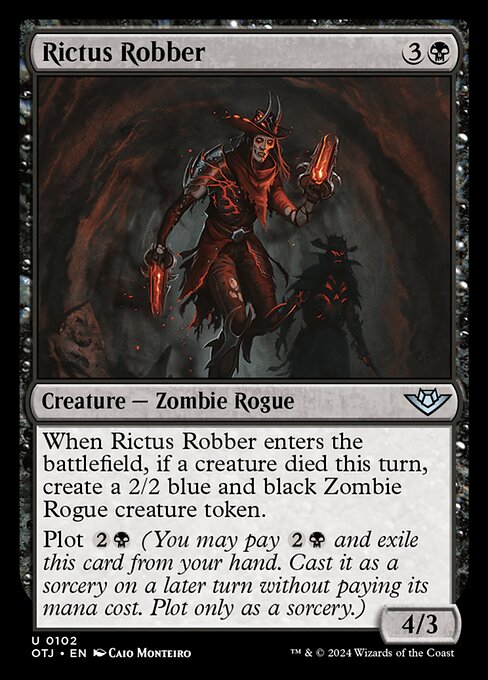 Rictus Robber 3
Creature — Zombie Rogue
When Rictus Robber enters the
battlefield, if a creature died this turn,
create a 2/2 blue and black Zombie
Rogue creature token.
Plot 2 (You may pay 2 and exile
this card from your hand. Cast it as a
sorcery on a later turn without paying its
mana cost. Plot only as a sorcery.)
4/3
U 0102
OTJ • EN Caio Monteiro
™ & © 2024 Wizards of the Coast